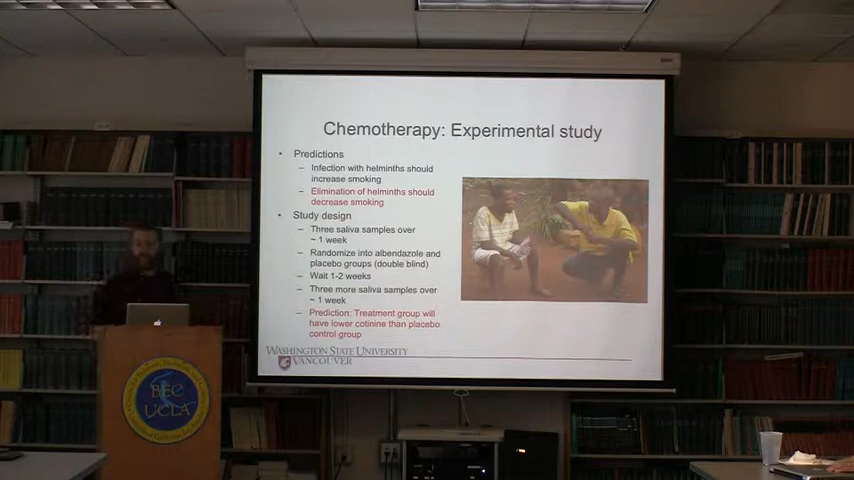 Chemotherapy: Experimental study
• Predictions
– Infection with helminths should
increase smoking
– Elimination of helminths should
decrease smoking
• Study design
– Three saliva samples over
~ 1 week
– Randomize into albendazole and
placebo groups (double blind)
– Wait 1-2 weeks
– Three more saliva samples over
~ 1 week
– Prediction: Treatment group will
have lower cotinine than placebo
control group
WASHINGTON STATE UNIVERSITY
VANCOUVER
BEC
UCLA